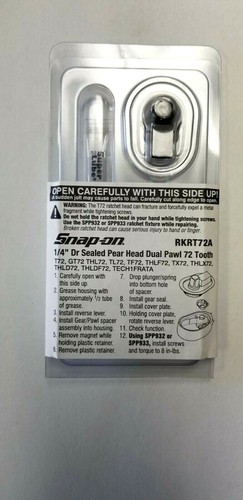 Super
Lube
OPEN CAREFULLY WITH THIS SIDE UP!
A sudden jolt may cause parts to fall out of place.
WARNING: The T72 ratchet head can fracture and forcefully expel a metal
fragment while tightening screws.
Do not hold the ratchet head in your hand while tightening screws.
Use the SPP932 or SPP933 ratchet fixture while repairing.
Broken ratchet head can cause serious injury to hand or finger.
Snap-on RKRT72A
1/4" Dr Sealed Pear Head Dual Pawl 72 Tooth
T72, GT72 THL72, TL72, TF72, THLF72, TX72, THLX72,
THLD72, THLDF72, TECH1FRATA
1. Carefully open with
this side up
2. Grease housing with
approximately ½ tube
of grease.
3. Install reverse lever.
4. Install Gear/Pawl spacer
assembly into housing.
5. Remove magnet while
holding plastic retainer.
6. Remove plastic retainer.
7. Drop plunger/spring
into bottom hole
of spacer.
8. Install gear seal.
9. Install cover plate.
10. Holding cover plate,
rotate reverse lever.
11. Check function.
12. Using SPP932 or
SPP933, install screws
and torque to 8 in-lbs.